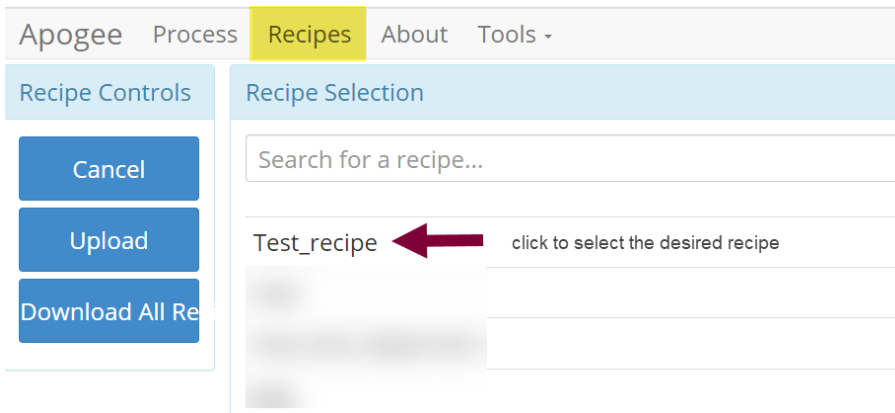 Apogee Process Recipes About Tools
Recipe Controls
Cancel
Upload
Download All Re
Recipe Selection
Search for a recipe...
Test_recipe click to select the desired recipe